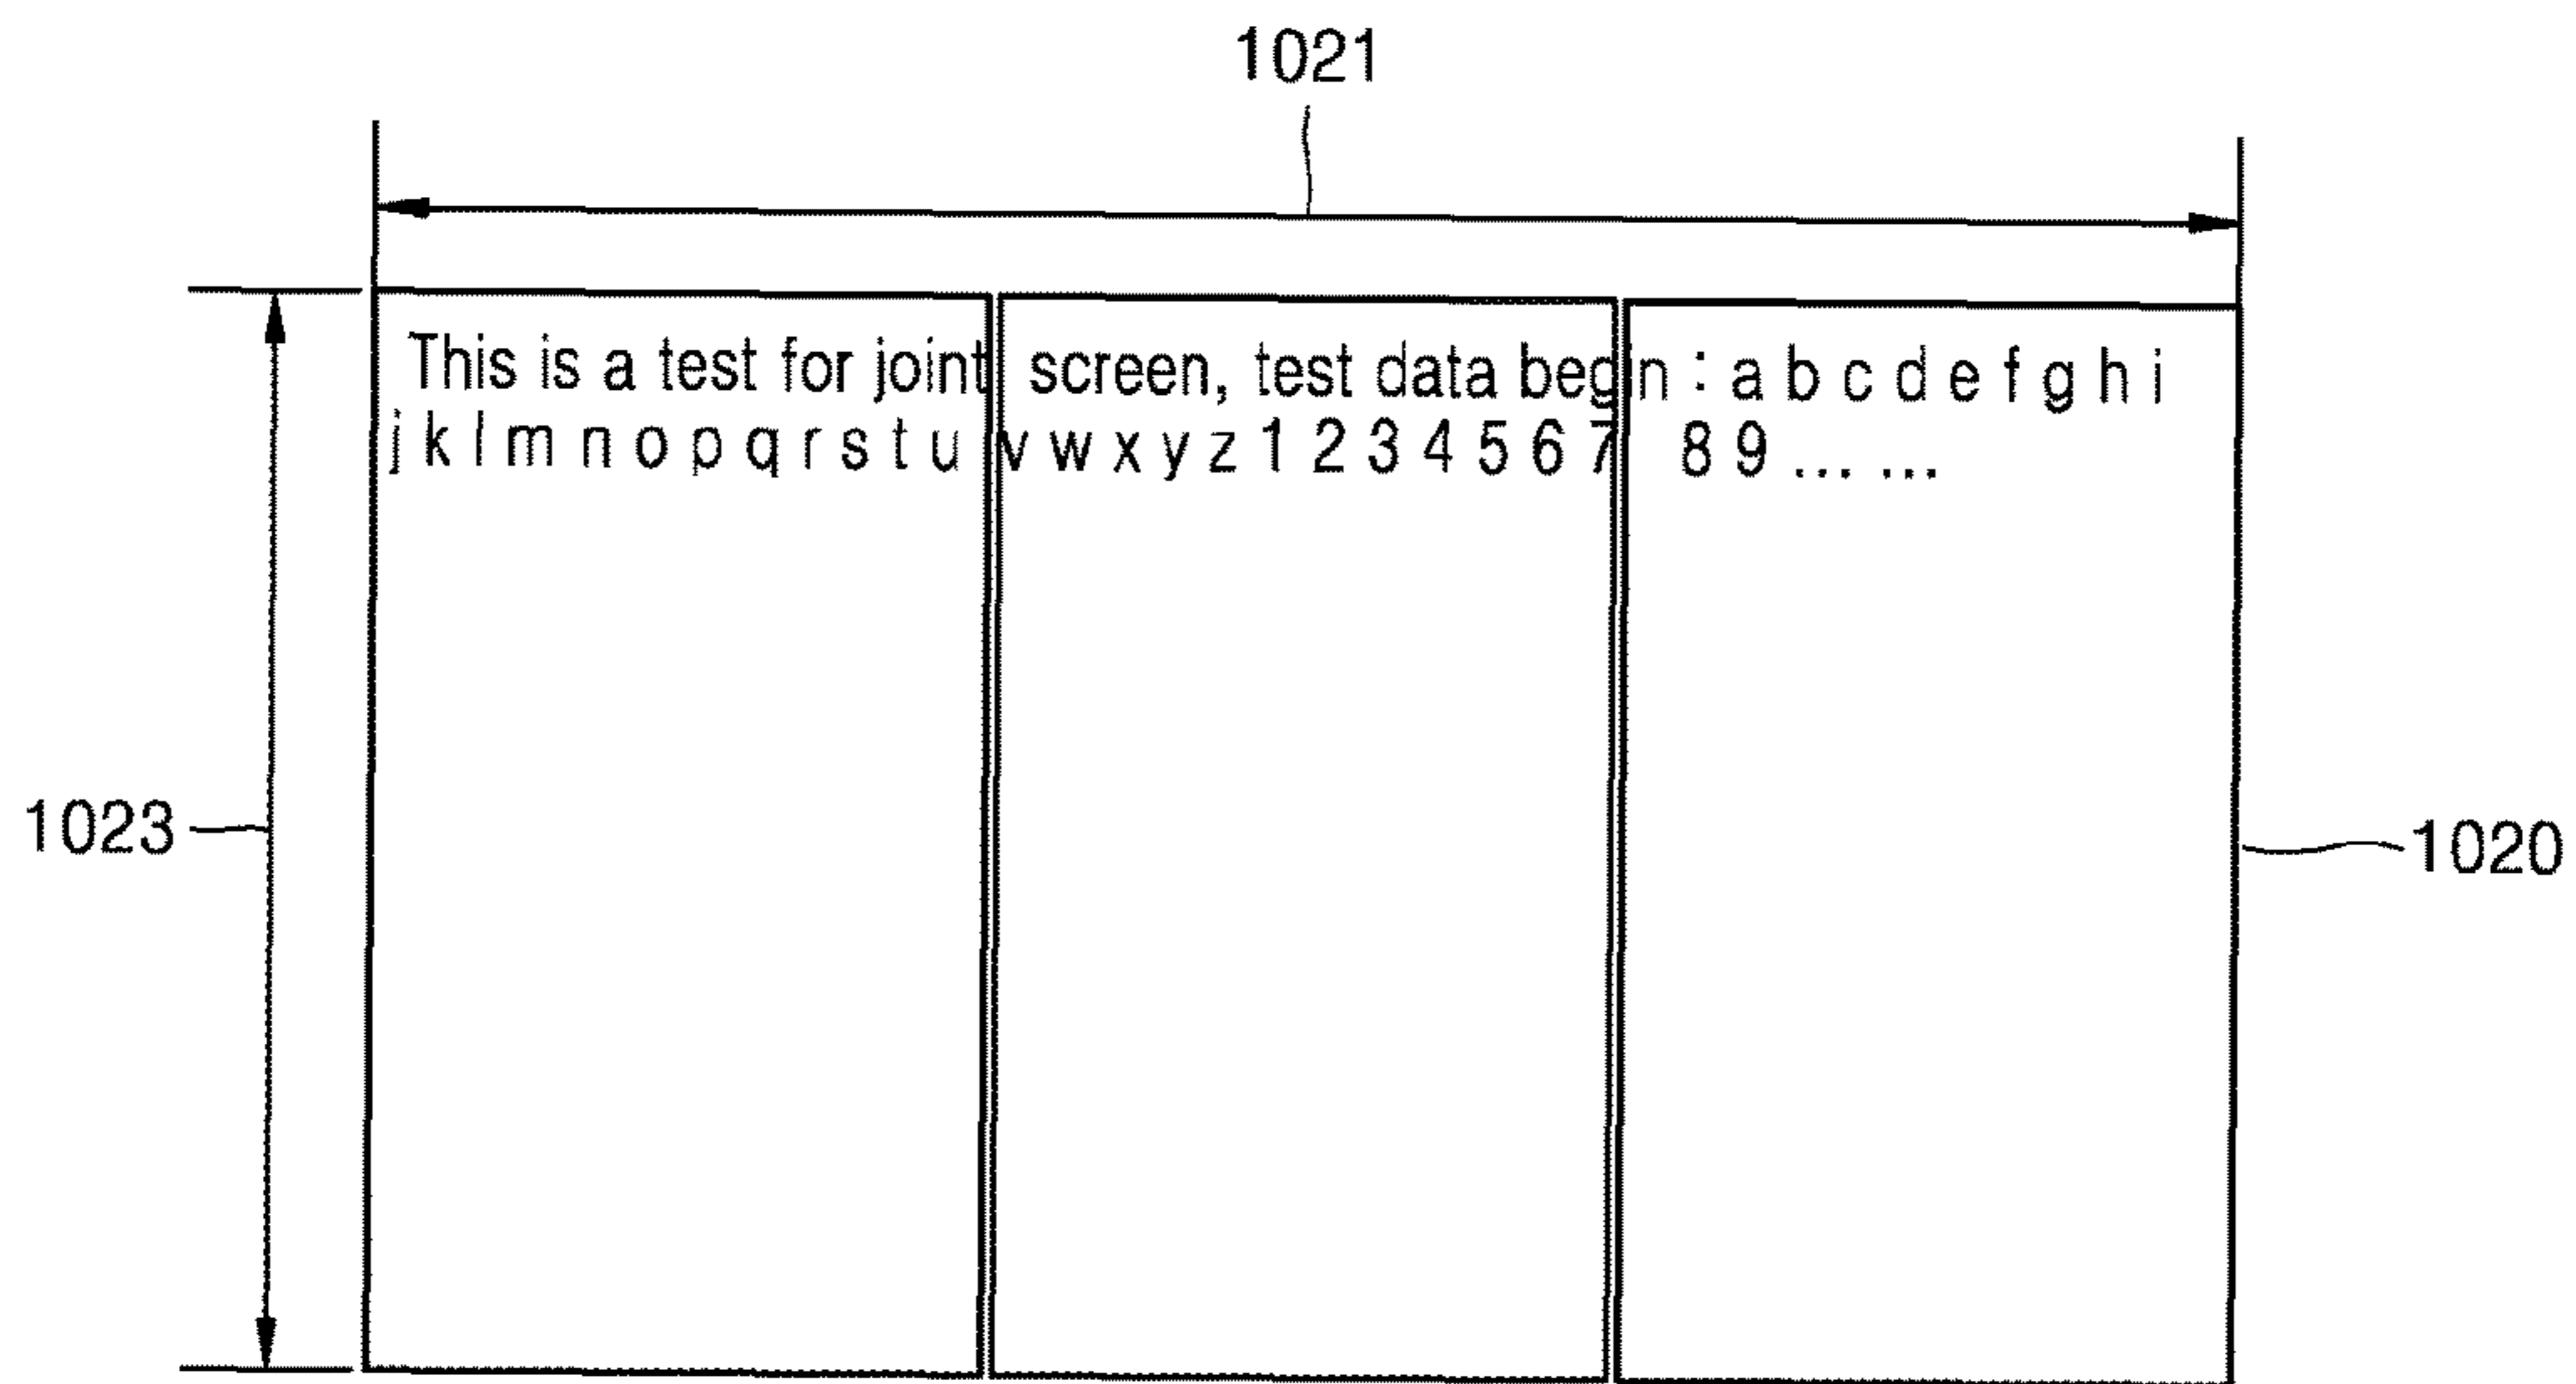 1021
This is a test for joint screen, test data begin : a b c d e f g h i
j k l m n o p q r s t u v w x y z 1 2 3 4 5 6 7 8 9 ... ...
1023
1020